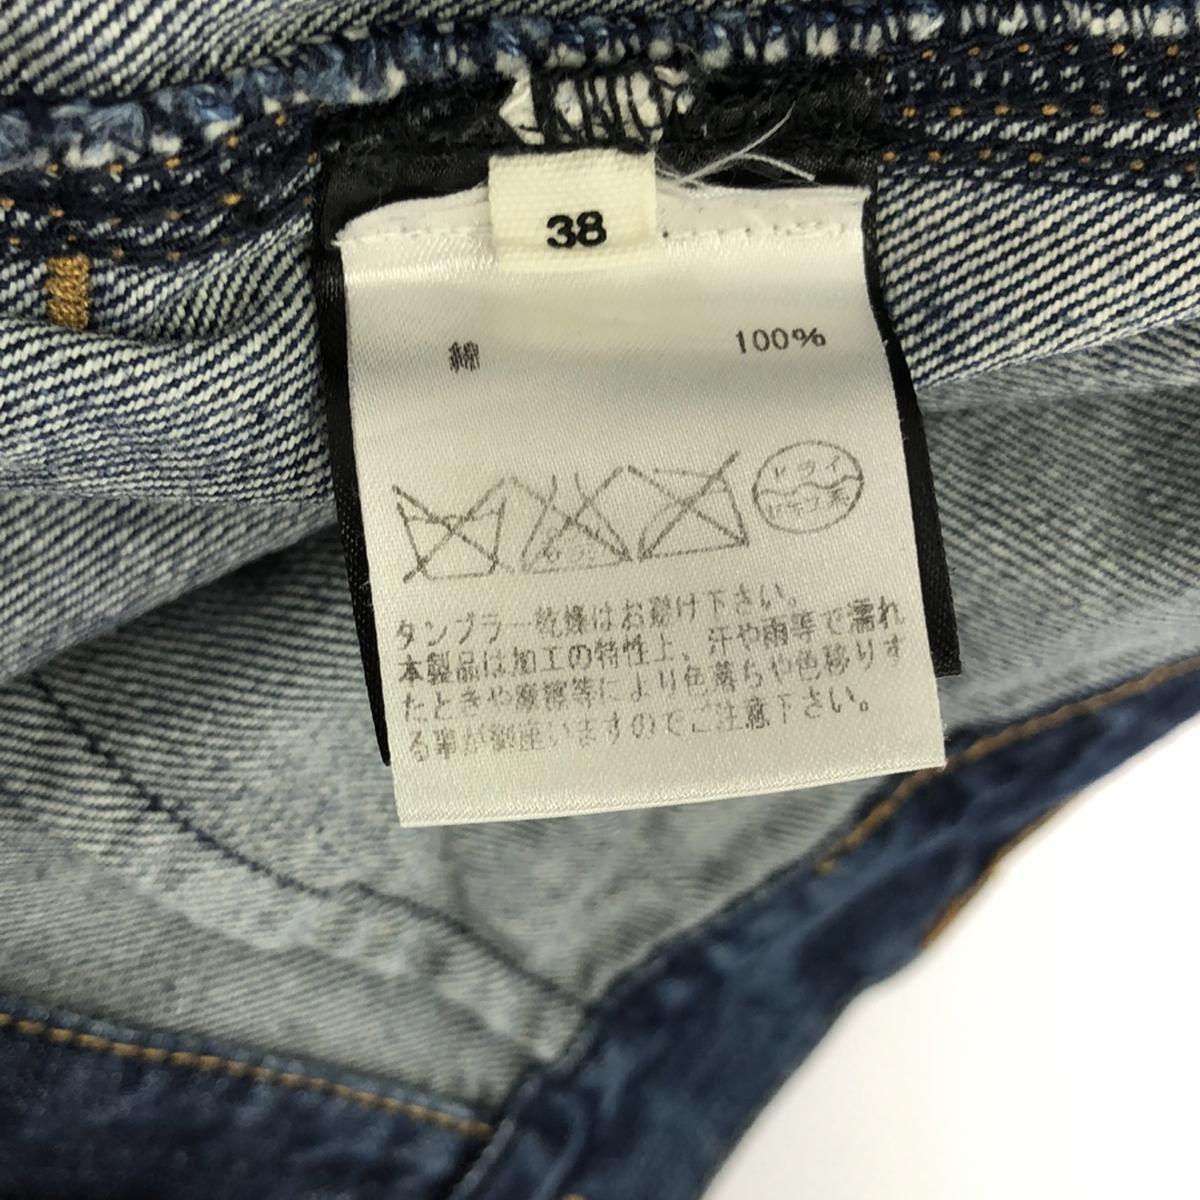 38
綿 100%
ドライ
セキユ系
タンブラー乾燥はお避け下さい。
本製品は加工の特性上、汗や雨等で濡れ
たときや摩擦等により色落ちや色移りす
る事が御座いますのでご注意下さい。